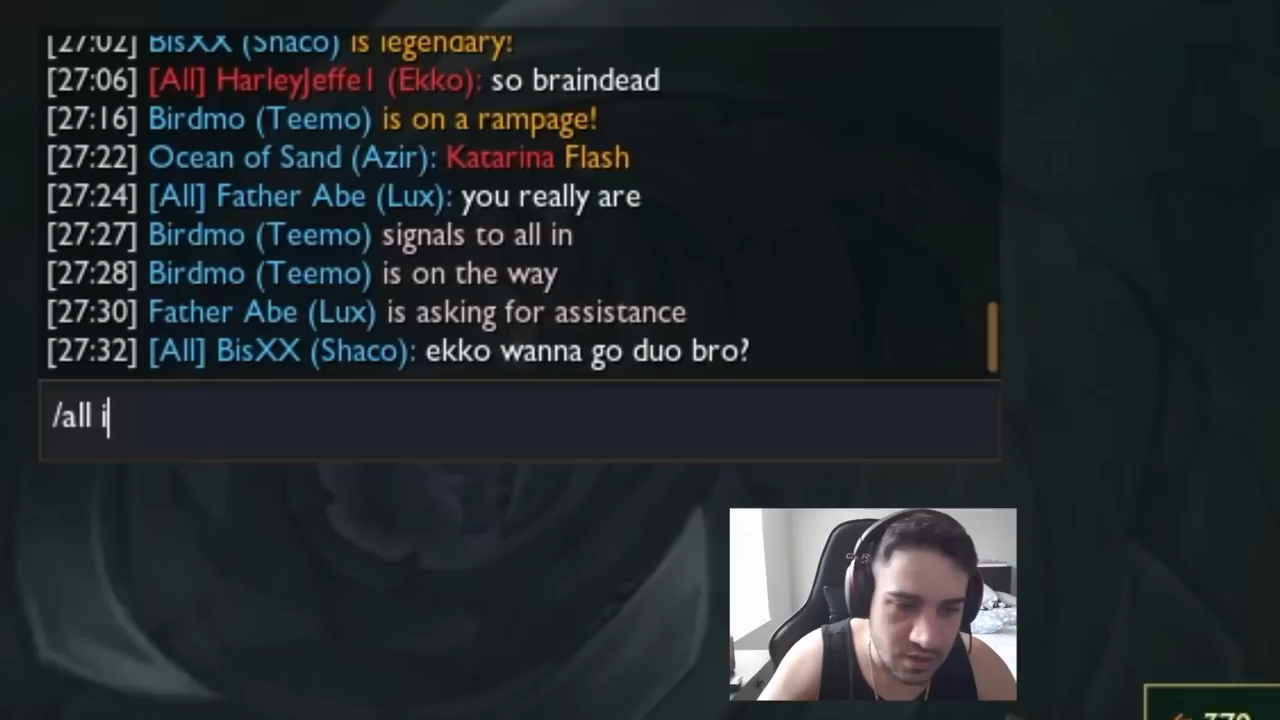 [27:02] BisXX (Shaco) is legendary!
[27:06] [All] HarleyJeffe1 (Ekko): so braindead
[27:16] Birdmo (Teemo) is on a rampage!
[27:22] Ocean of Sand (Azir): Katarina Flash
[27:24] [All] Father Abe (Lux): you really are
[27:27] Birdmo (Teemo) signals to all in
[27:28] Birdmo (Teemo) is on the way
[27:30] Father Abe (Lux) is asking for assistance
[27:32] [All] BisXX (Shaco): ekko wanna go duo bro?
/all i